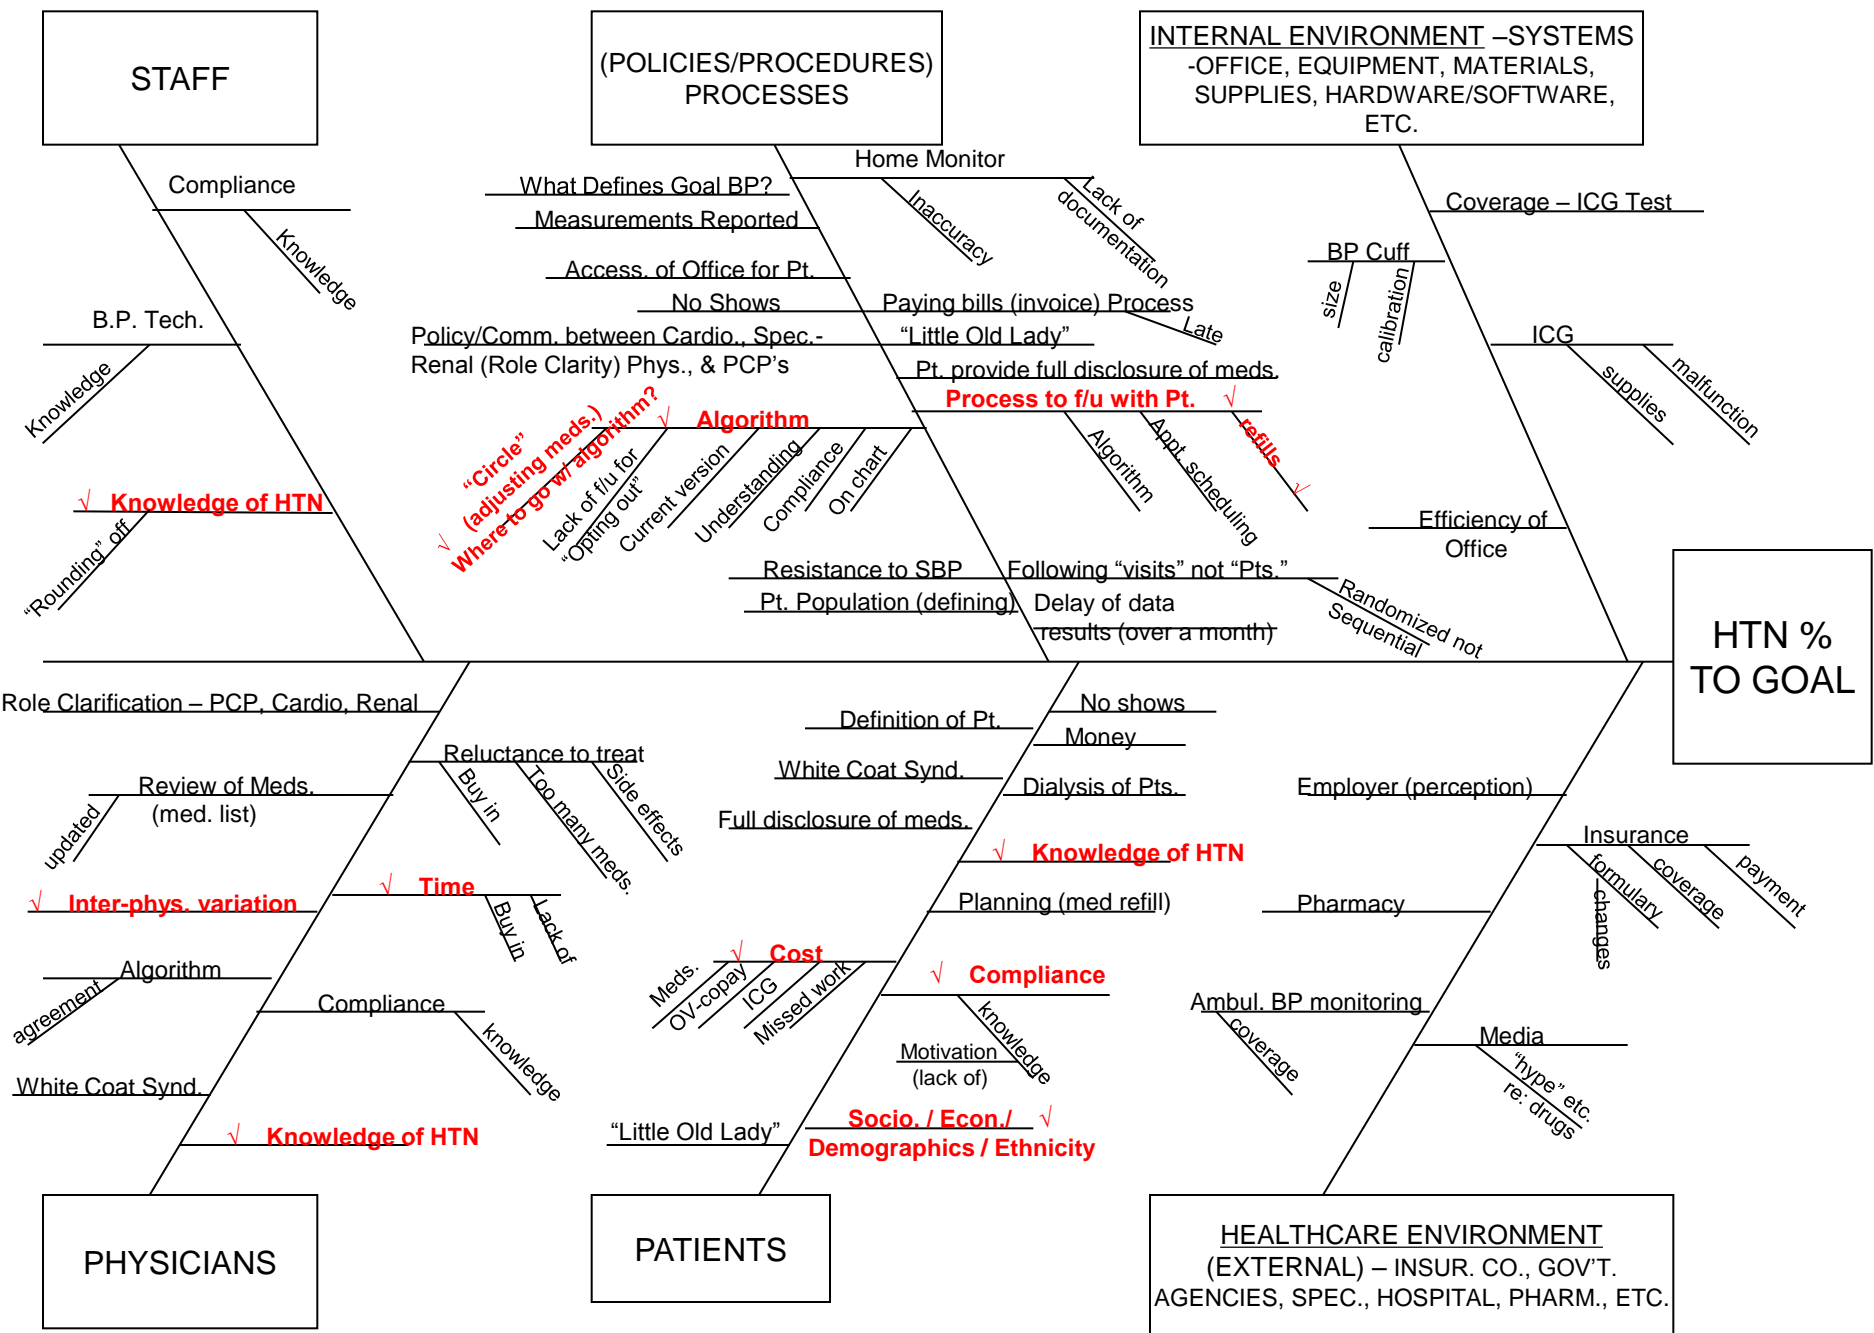 STAFF
(POLICIES/PROCEDURES)
PROCESSES
INTERNAL ENVIRONMENT –SYSTEMS
-OFFICE, EQUIPMENT, MATERIALS,
SUPPLIES, HARDWARE/SOFTWARE,
ETC.
Compliance
Knowledge
B.P. Tech.
Knowledge
√ Knowledge of HTN
“Rounding” off
Home Monitor
Inaccuracy
Lack of
documentation
What Defines Goal BP?
Measurements Reported
Access. of Office for Pt.
No Shows
Paying bills (invoice) Process
Late
Policy/Comm. between Cardio., Spec.-
Renal (Role Clarity) Phys., & PCP’s
“Little Old Lady”
Pt. provide full disclosure of meds.
Process to f/u with Pt. √
Algorithm
Appt. scheduling
refills
√
√ Algorithm
“Circle”
(adjusting meds.)
√ Where to go w/ algorithm?
Lack of f/u for
“Opting out”
Current version
Understanding
Compliance
On chart
Resistance to SBP
Following “visits” not “Pts.”
Randomized not
Sequential
Pt. Population (defining)
Delay of data
results (over a month)
Coverage – ICG Test
BP Cuff
size
calibration
ICG
supplies
malfunction
Efficiency of
Office
HTN %
TO GOAL
Role Clarification – PCP, Cardio, Renal
Reluctance to treat
Buy in
Too many meds.
Side effects
Review of Meds.
(med. list)
updated
√ Inter-phys. variation
√ Time
Buy in
Lack of
Algorithm
agreement
Compliance
knowledge
White Coat Synd.
√ Knowledge of HTN
No shows
Definition of Pt.
Money
White Coat Synd.
Dialysis of Pts.
Full disclosure of meds.
√ Knowledge of HTN
Planning (med refill)
√ Cost
Meds.
OV-copay
ICG
Missed work
√ Compliance
knowledge
Motivation
(lack of)
Socio. / Econ./ √
Demographics / Ethnicity
“Little Old Lady”
Employer (perception)
Insurance
formulary
changes
coverage
payment
Pharmacy
Ambul. BP monitoring
coverage
Media
“hype” etc.
re: drugs
PHYSICIANS
PATIENTS
HEALTHCARE ENVIRONMENT
(EXTERNAL) – INSUR. CO., GOV’T.
AGENCIES, SPEC., HOSPITAL, PHARM., ETC.